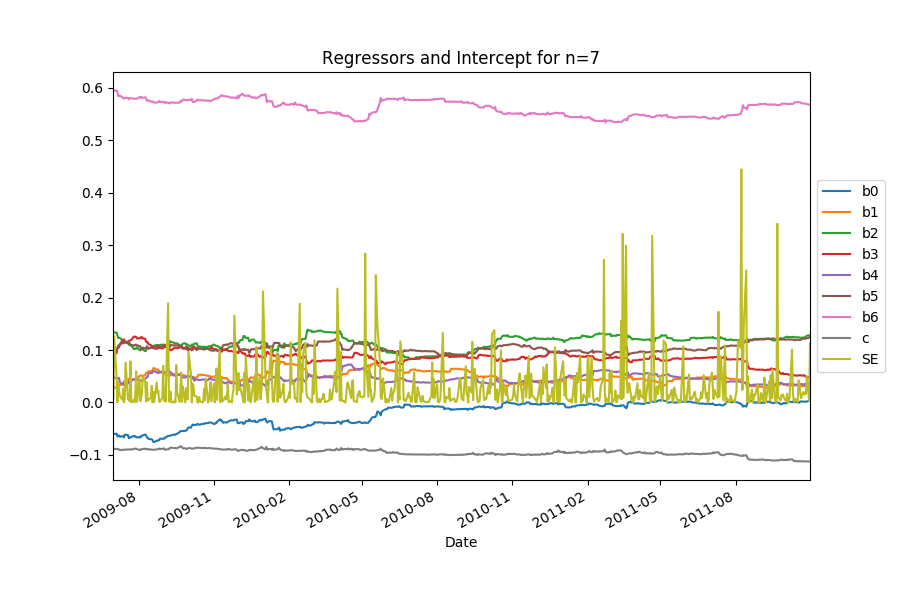 Regressors and Intercept for n=7
0.6
0.5
0.4
0.3
0.2
0.1
0.0
−0.1
2009-08
2009-11
2010-02
2010-05
2010-08
2010-11
2011-02
2011-05
2011-08
Date
b0
b1
b2
b3
b4
b5
b6
c
SE